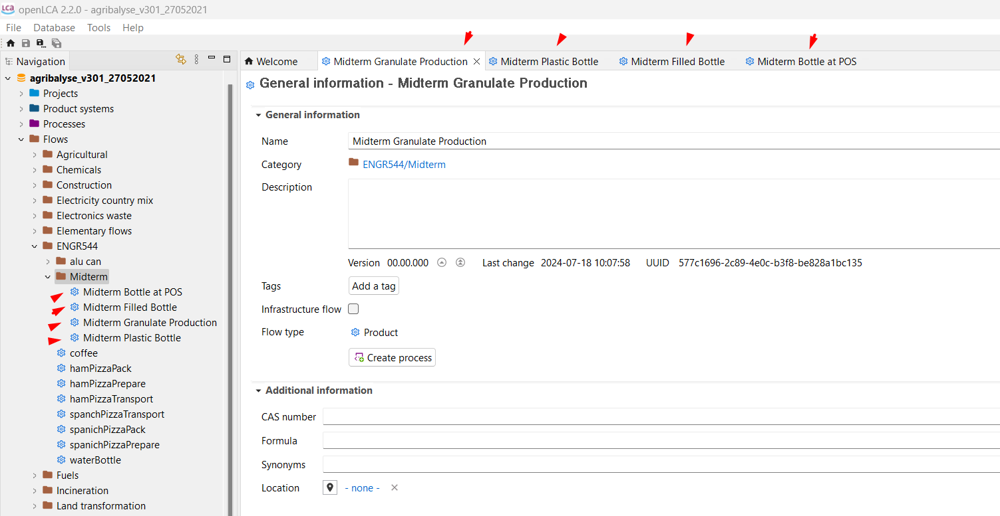 LCA openLCA 2.2.0 - agribalyse_v301_27052021
File Database Tools Help
Navigation
agribalyse_v301_27052021
Projects
Product systems
Processes
Flows
Agricultural
Chemicals
Construction
Electricity country mix
Electronics waste
Elementary flows
ENGR544
alu can
Midterm
Midterm Bottle at POS
Midterm Filled Bottle
Midterm Granulate Production
Midterm Plastic Bottle
coffee
hamPizzaPack
hamPizzaPrepare
hamPizzaTransport
spanchPizzaTransport
spanichPizzaPack
spanichPizzaPrepare
waterBottle
Fuels
Incineration
Land transformation
Welcome Midterm Granulate Production Midterm Plastic Bottle Midterm Filled Bottle Midterm Bottle at POS
General information - Midterm Granulate Production
General information
Name Midterm Granulate Production
Category ENGR544/Midterm
Description
Version 00.00.000 Last change 2024-07-18 10:07:58 UUID 577c1696-2c89-4e0c-b3f8-be828a1bc135
Tags Add a tag
Infrastructure flow
Flow type Product
Create process
Additional information
CAS number
Formula
Synonyms
Location - none -